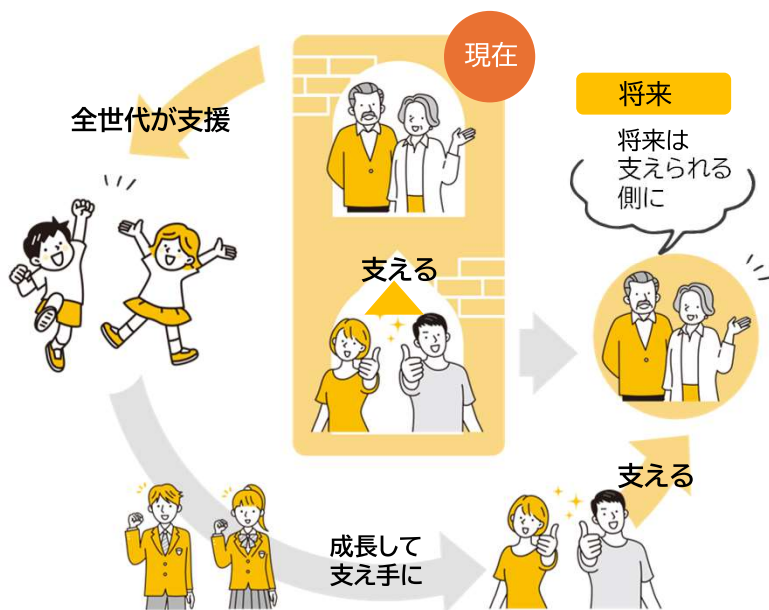 現在
全世代が支援
将来
将来は
支えられる
側に
支える
支える
成長して
支え手に